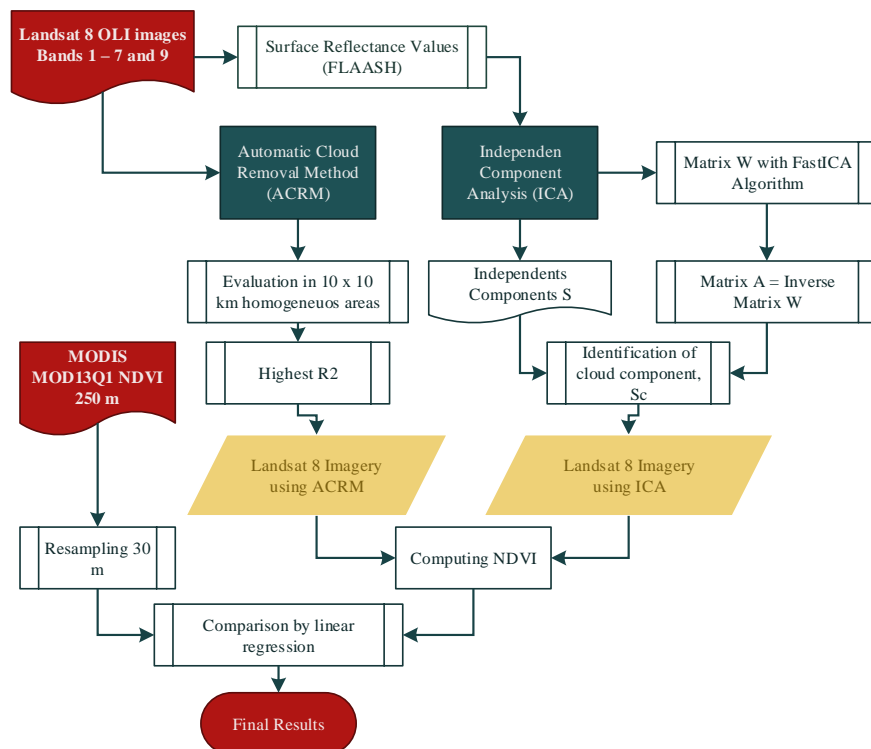 Landsat 8 OLI images
Bands 1 – 7 and 9
Surface Reflectance Values
(FLAASH)
Automatic Cloud
Removal Method
(ACRM)
Independen
Component
Analysis (ICA)
Matrix W with FastICA
Algorithm
Evaluation in 10 x 10
km homogeneuos areas
Independents
Components S
Matrix A = Inverse
Matrix W
MODIS
MOD13Q1 NDVI
250 m
Highest R2
Identification of
cloud component,
Sc
Landsat 8 Imagery
using ACRM
Landsat 8 Imagery
using ICA
Resampling 30
m
Computing NDVI
Comparison by linear
regression
Final Results